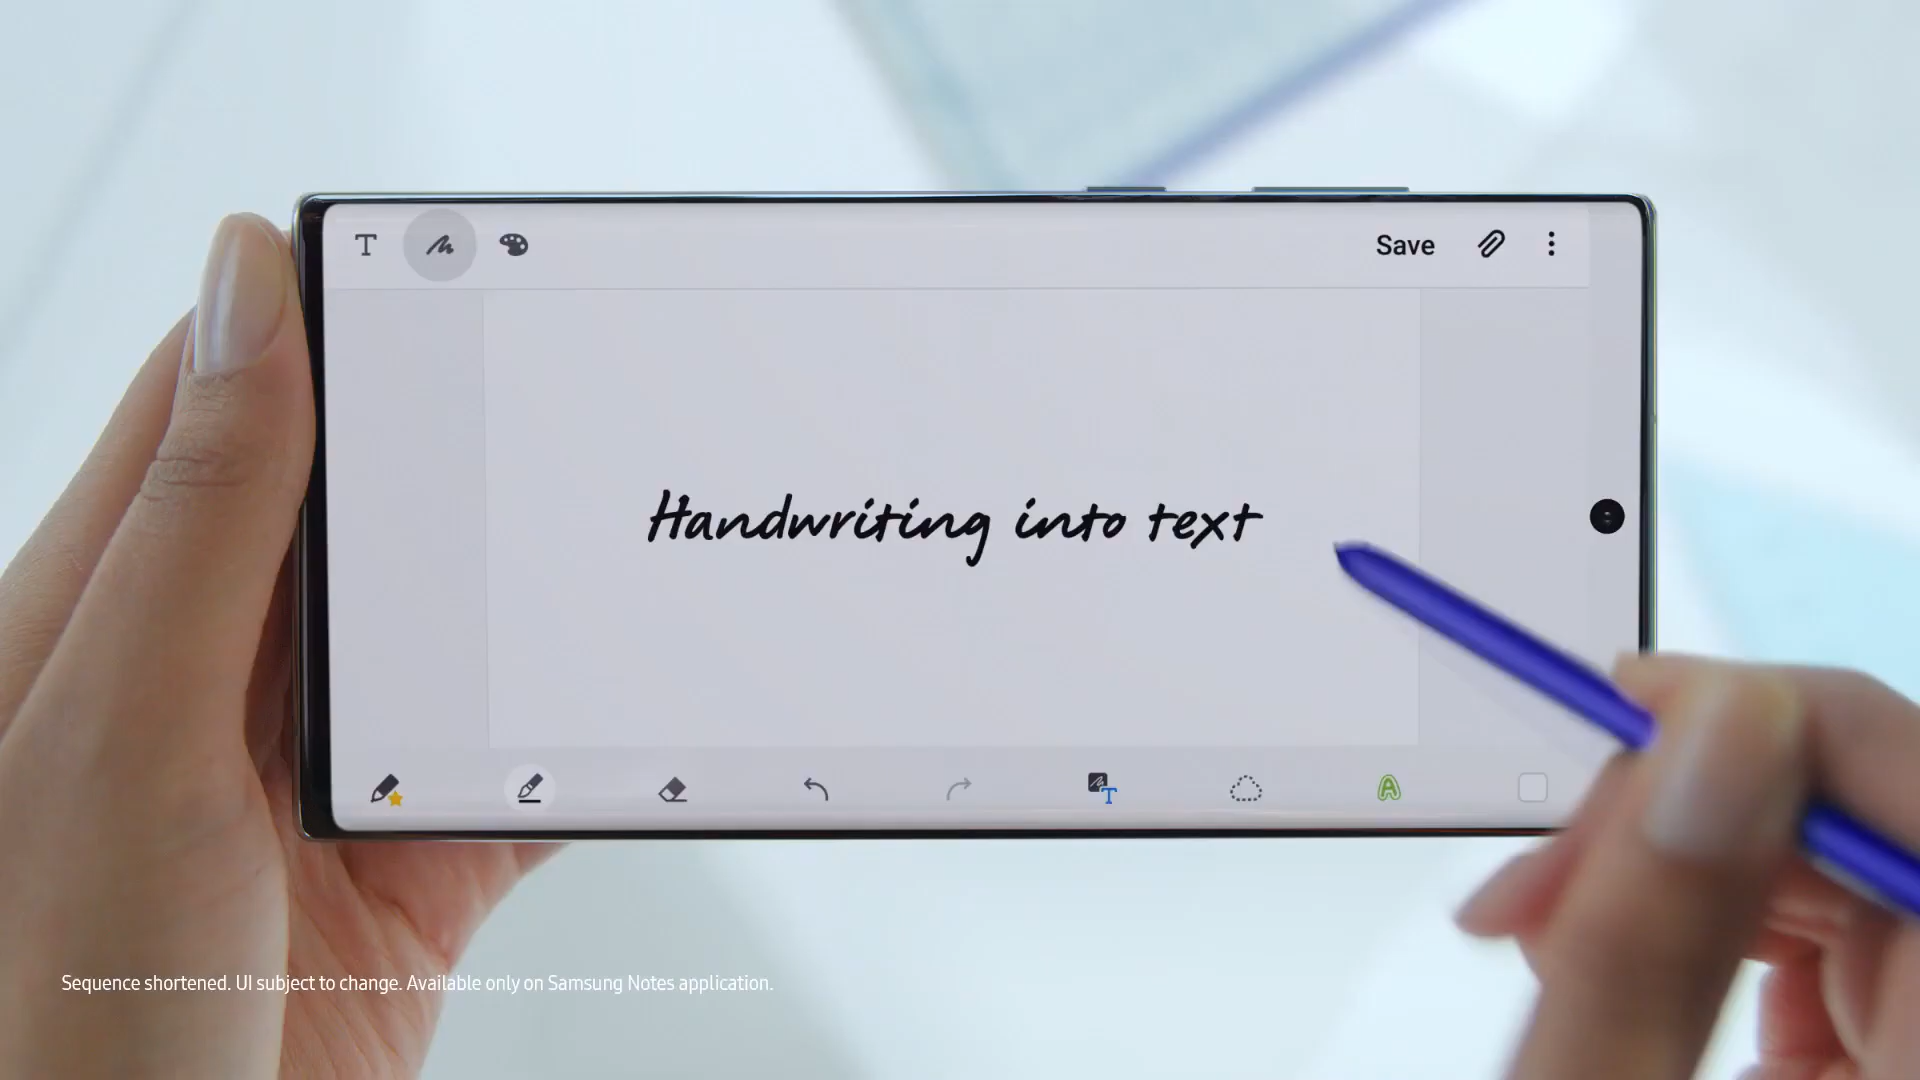 T Save
Handwriting into text
T A
Sequence shortened. UI subject to change. Available only on Samsung Notes application.